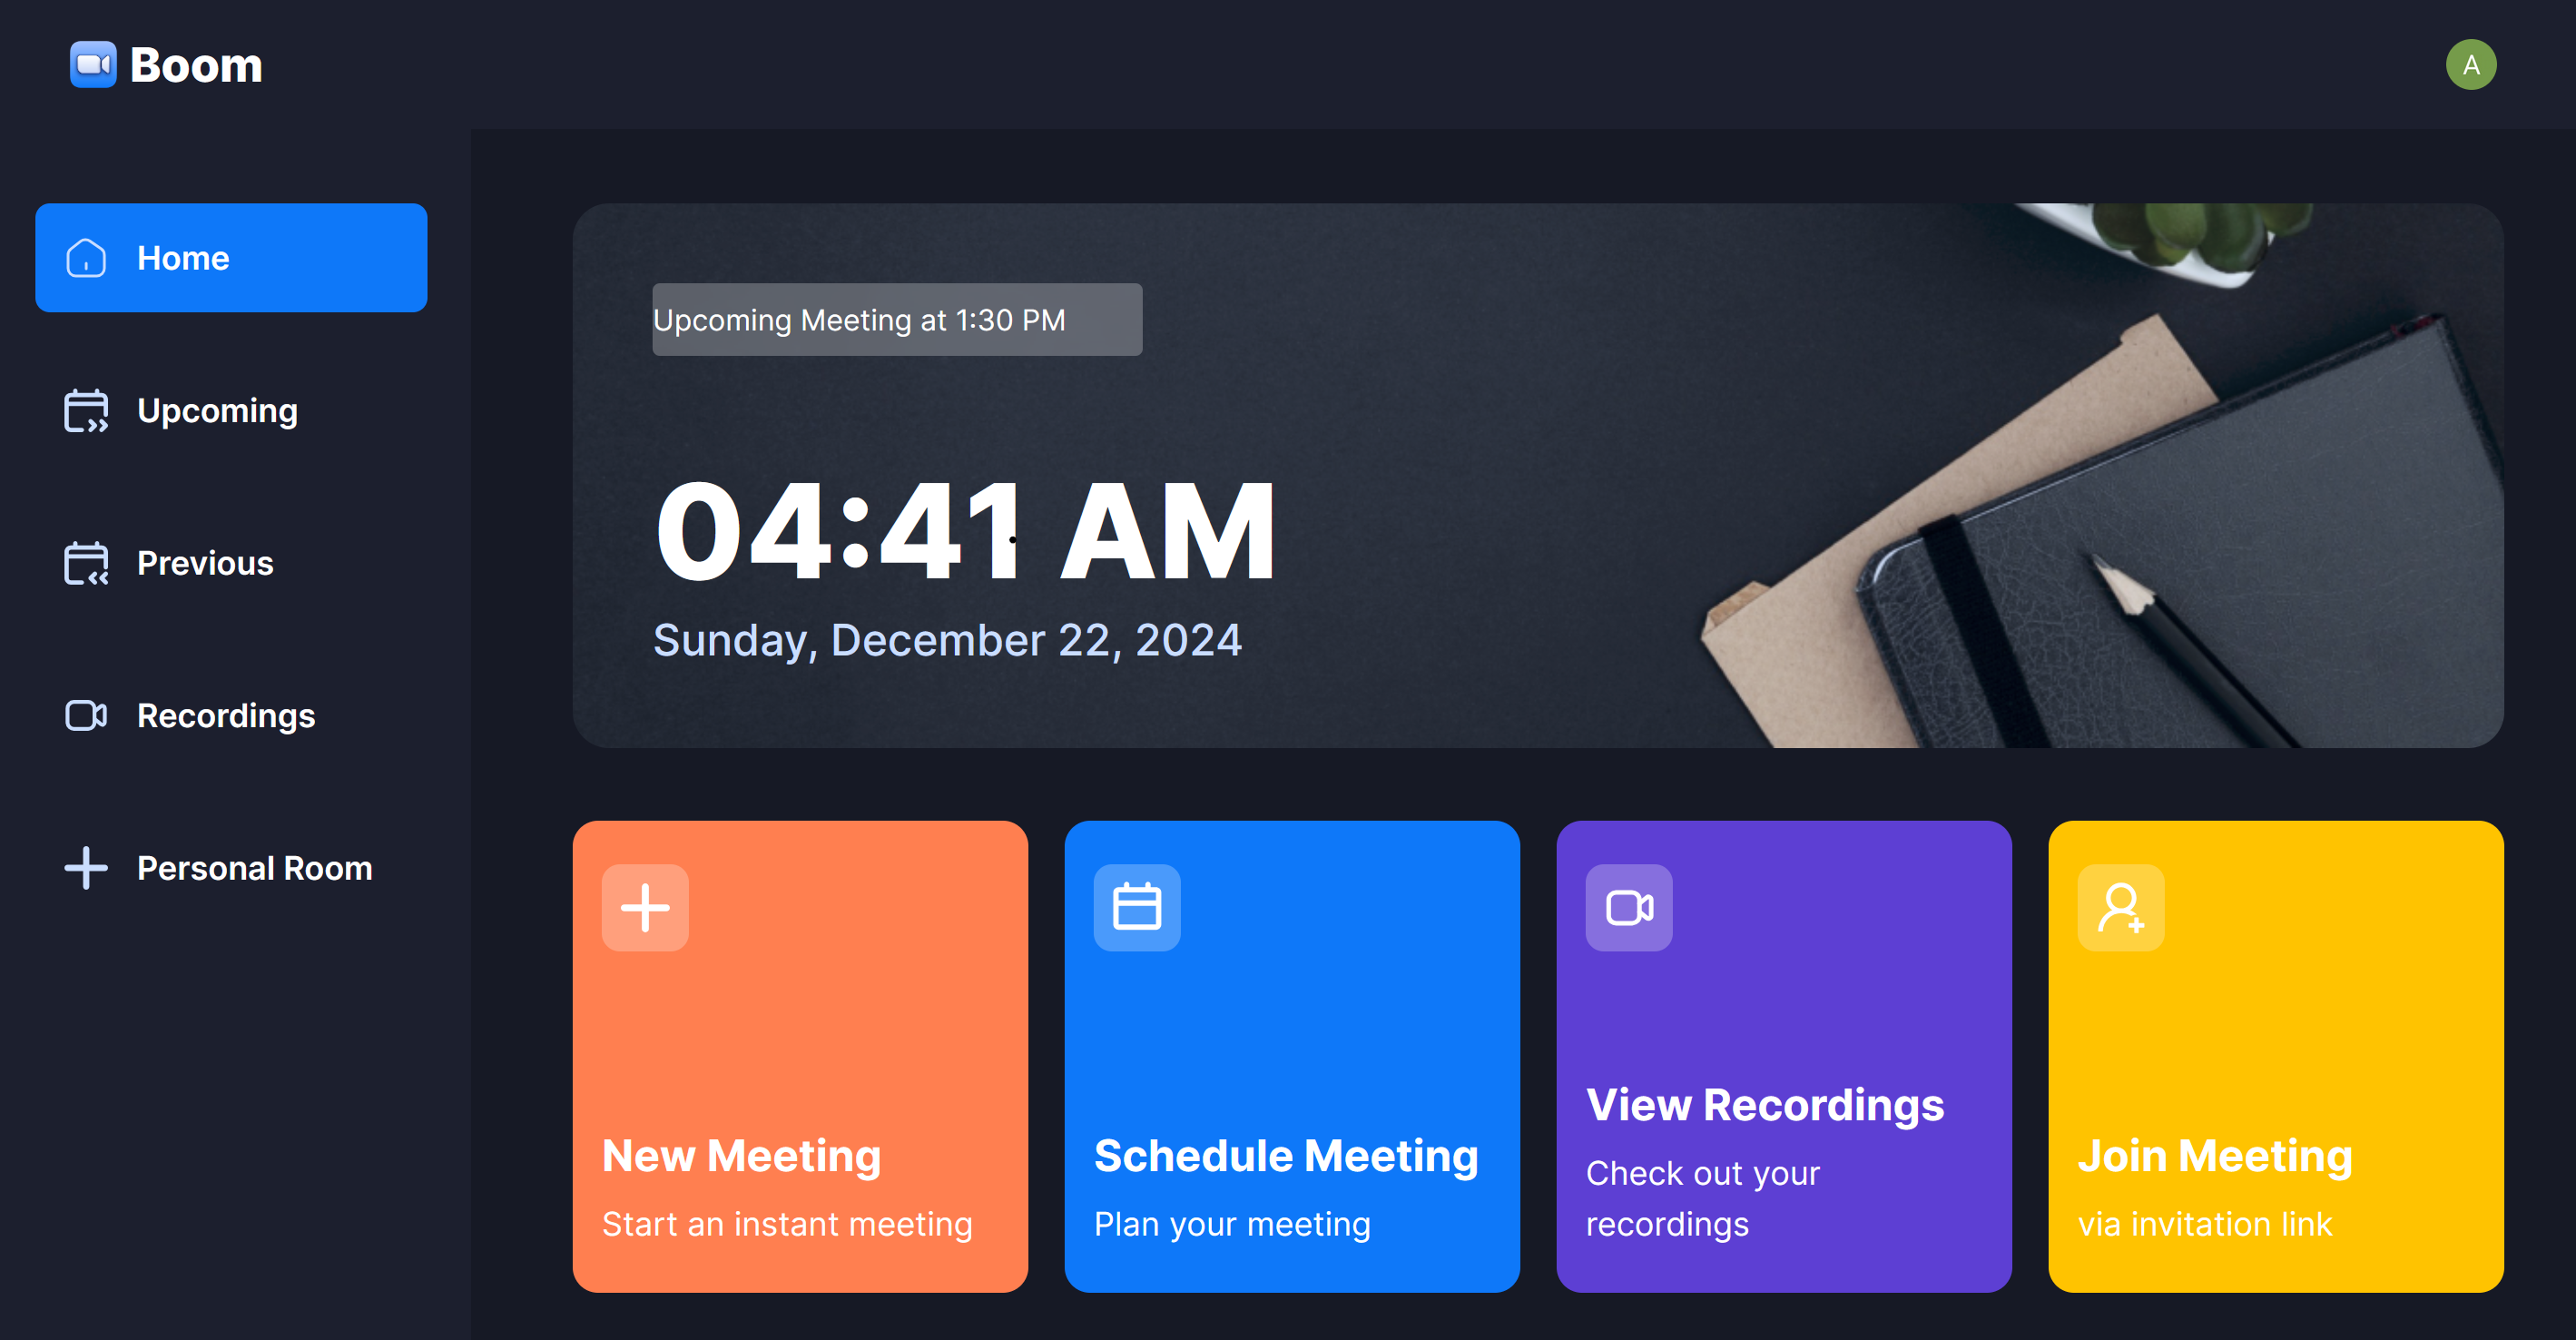 Boom
A
Home
Upcoming
Previous
Recordings
Personal Room
Upcoming Meeting at 1:30 PM
04:41 AM
Sunday, December 22, 2024
New Meeting
Start an instant meeting
Schedule Meeting
Plan your meeting
View Recordings
Check out your
recordings
Join Meeting
via invitation link